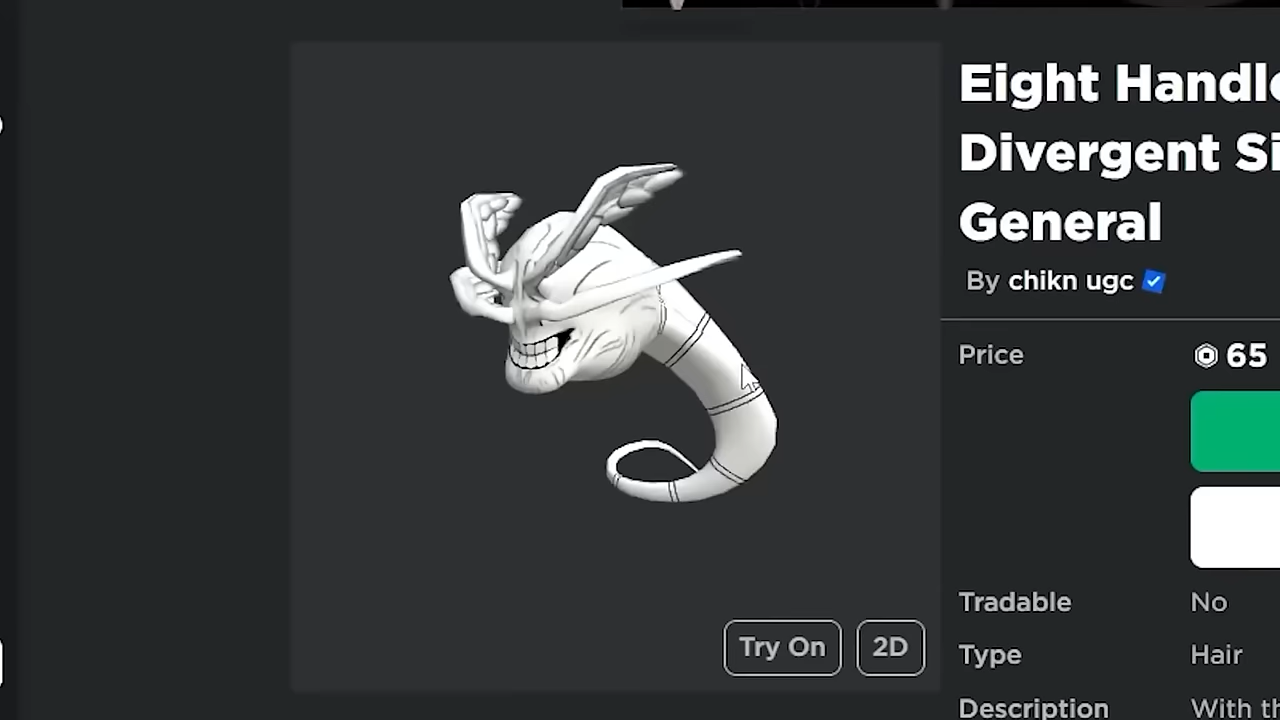 Eight Handle
Divergent Si
General
By chikn ugc
Price
65
Try On
2D
Tradable
No
Type
Hair
Description
With th